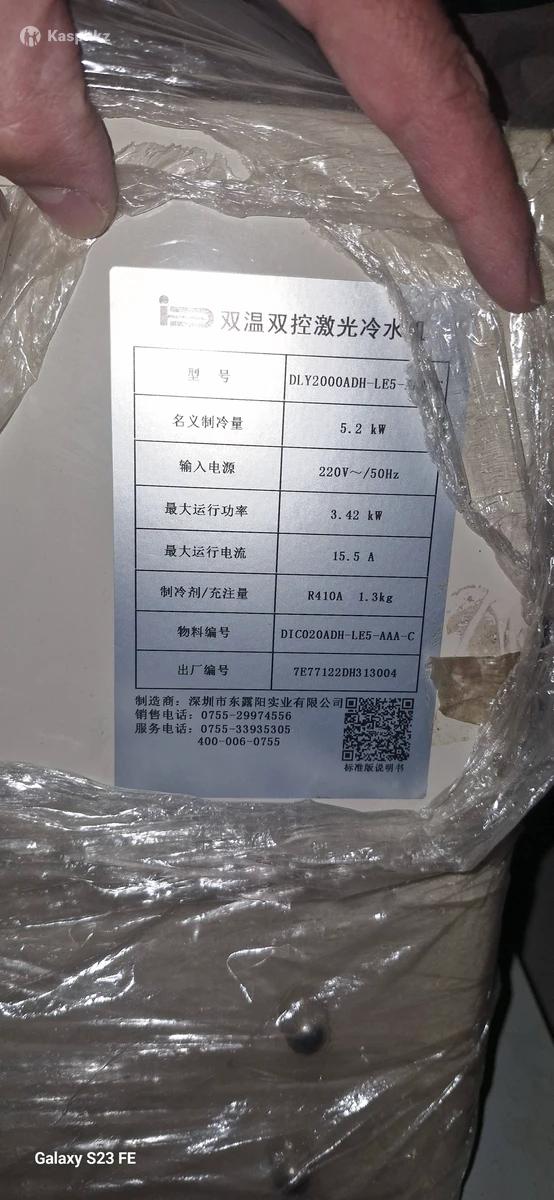 Kaspi.kz
双温双控激光冷水机
型 号 DLY2000ADH-LE5-
名义制冷量 5.2 kW
输入电源 220V～/50Hz
最大运行功率 3.42 kW
最大运行电流 15.5 A
制冷剂/充注量 R410A 1.3kg
物料编号 DIC020ADH-LE5-AAA-C
出厂编号 7E77122DH313004
制造商：深圳市东露阳实业有限公司
销售电话：0755-29974556
服务电话：0755-33935305
400-006-0755
标准版说明书
Galaxy S23 FE